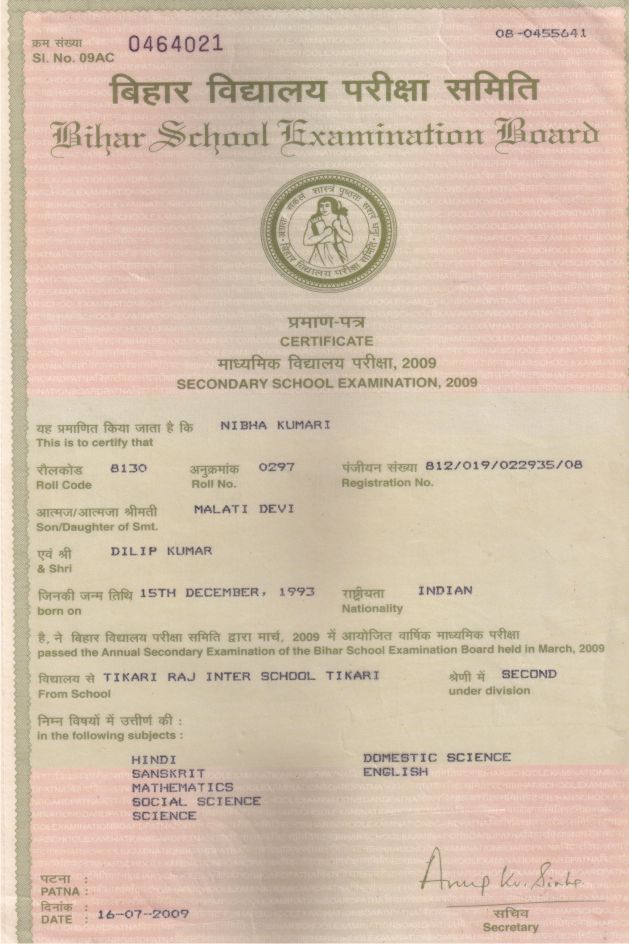 क्रम संख्या 0464021
Sl. No. 09AC
08-0455641
बिहार विद्यालय परीक्षा समिति
Bihar School Examination Board
बिहार विद्यालय परीक्षा समिति
प्रमाण-पत्र
CERTIFICATE
माध्यमिक विद्यालय परीक्षा, 2009
SECONDARY SCHOOL EXAMINATION, 2009
यह प्रमाणित किया जाता है कि NIBHA KUMARI
This is to certify that
रौलकोड 8130 अनुक्रमांक 0297 पंजीयन संख्या 812/019/022935/08
Roll Code Roll No. Registration No.
आत्मज/आत्मजा श्रीमती MALATI DEVI
Son/Daughter of Smt.
एवं श्री DILIP KUMAR
& Shri
जिनकी जन्म तिथि 15TH DECEMBER, 1993 राष्ट्रीयता INDIAN
born on Nationality
है, ने बिहार विद्यालय परीक्षा समिति द्वारा मार्च, 2009 में आयोजित वार्षिक माध्यमिक परीक्षा
passed the Annual Secondary Examination of the Bihar School Examination Board held in March, 2009
विद्यालय से TIKARI RAJ INTER SCHOOL TIKARI श्रेणी में SECOND
From School under division
निम्न विषयों में उत्तीर्ण की :
in the following subjects :
HINDI DOMESTIC SCIENCE
SANSKRIT ENGLISH
MATHEMATICS
SOCIAL SCIENCE
SCIENCE
पटना :
PATNA :
दिनांक :
DATE : 16-07-2009
Anup Kr. Sinha
सचिव
Secretary